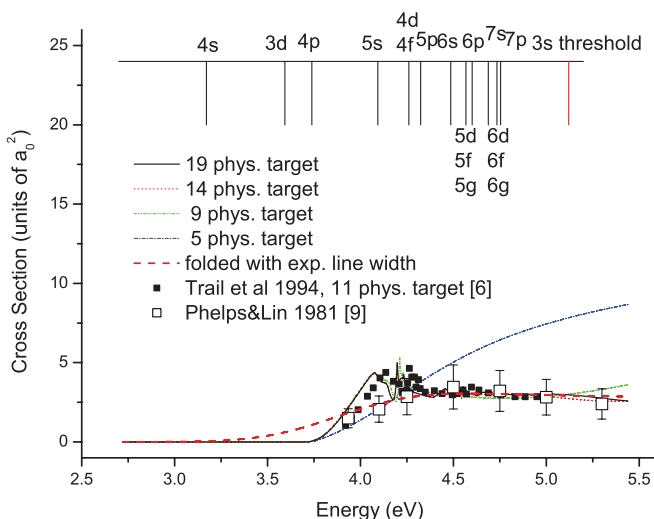 4d
4s 3d 4p 5s 4f 5p 6s 6p 7s 7p 3s threshold
25
20
15
10
5
0
5d 6d
5f 6f
5g 6g
19 phys. target
14 phys. target
9 phys. target
5 phys. target
folded with exp. line width
Trail et al 1994, 11 phys. target [6]
Phelps&Lin 1981 [9]
Cross Section (units of a₀²)
2.5 3.0 3.5 4.0 4.5 5.0 5.5
Energy (eV)